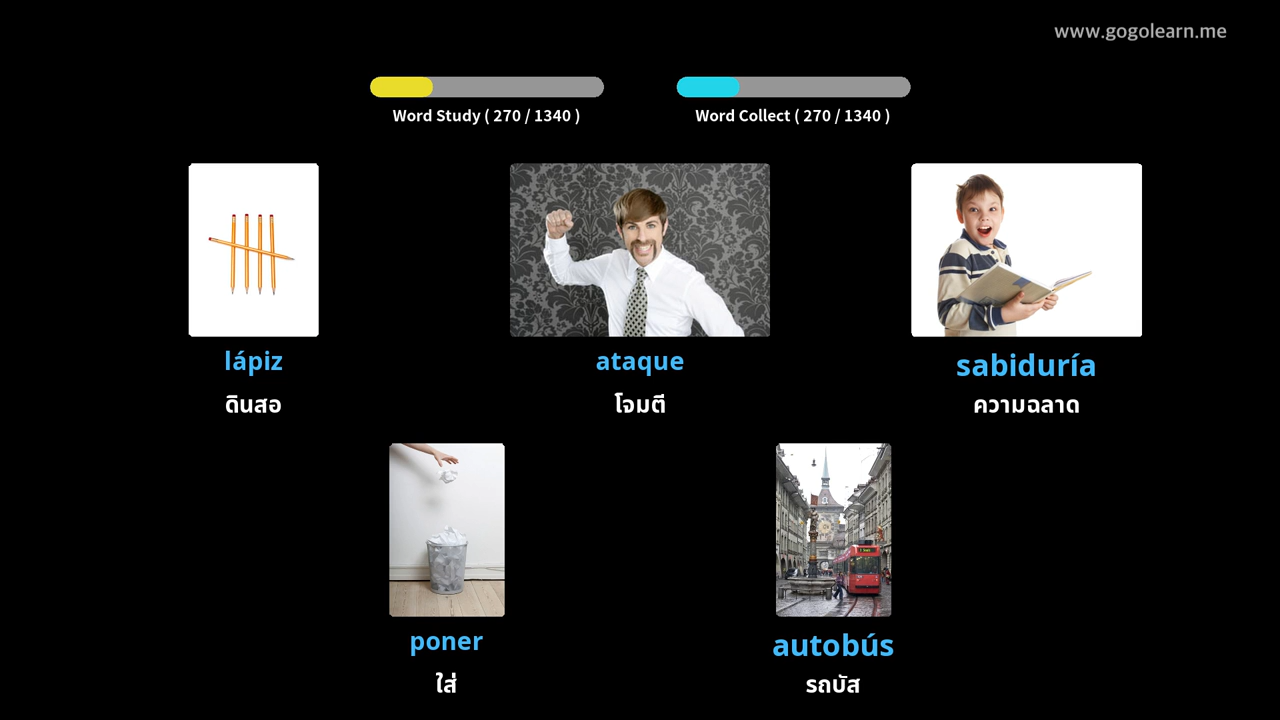 www.gogolearn.me
Word Study ( 270 / 1340 )
Word Collect ( 270 / 1340 )
lápiz
ดินสอ
ataque
โจมตี
sabiduría
ความฉลาด
poner
ใส่
autobús
รถบัส